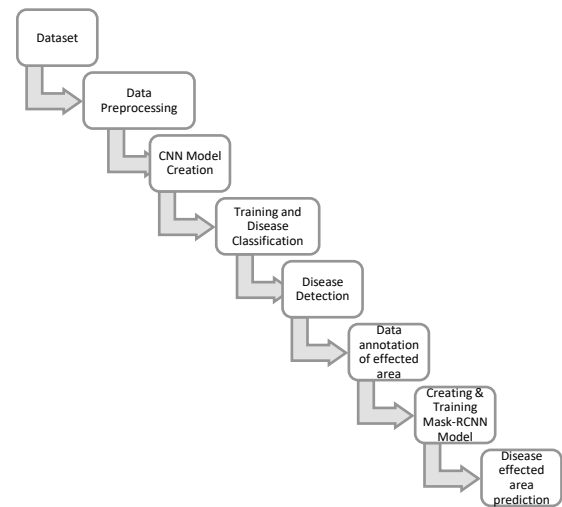 Dataset
Data
Preprocessing
CNN Model
Creation
Training and
Disease
Classification
Disease
Detection
Data
annotation
of effected
area
Creating &
Training
Mask-RCNN
Model
Disease
effected
area
prediction